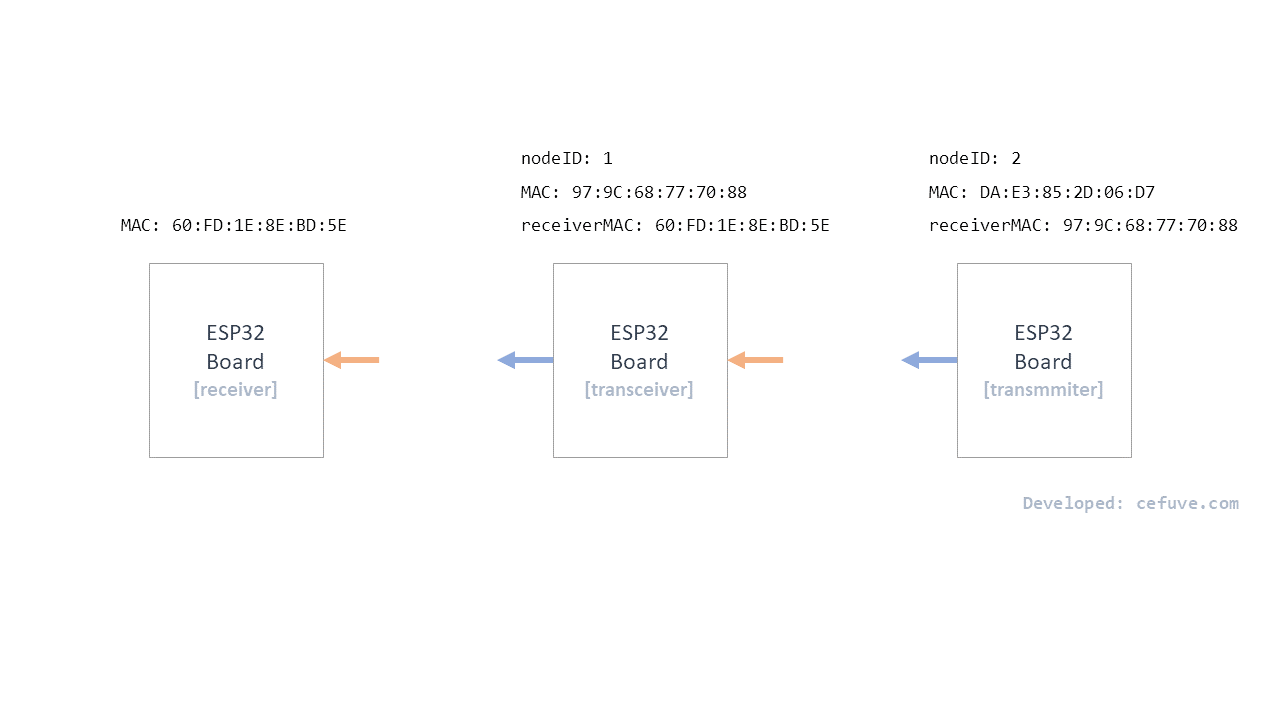 nodeID: 1
MAC: 97:9C:68:77:70:88
receiverMAC: 60:FD:1E:8E:BD:5E
nodeID: 2
MAC: DA:E3:85:2D:06:D7
receiverMAC: 97:9C:68:77:70:88
MAC: 60:FD:1E:8E:BD:5E
ESP32
Board
[receiver]
ESP32
Board
[transceiver]
ESP32
Board
[transmmiter]
Developed: cefuve.com